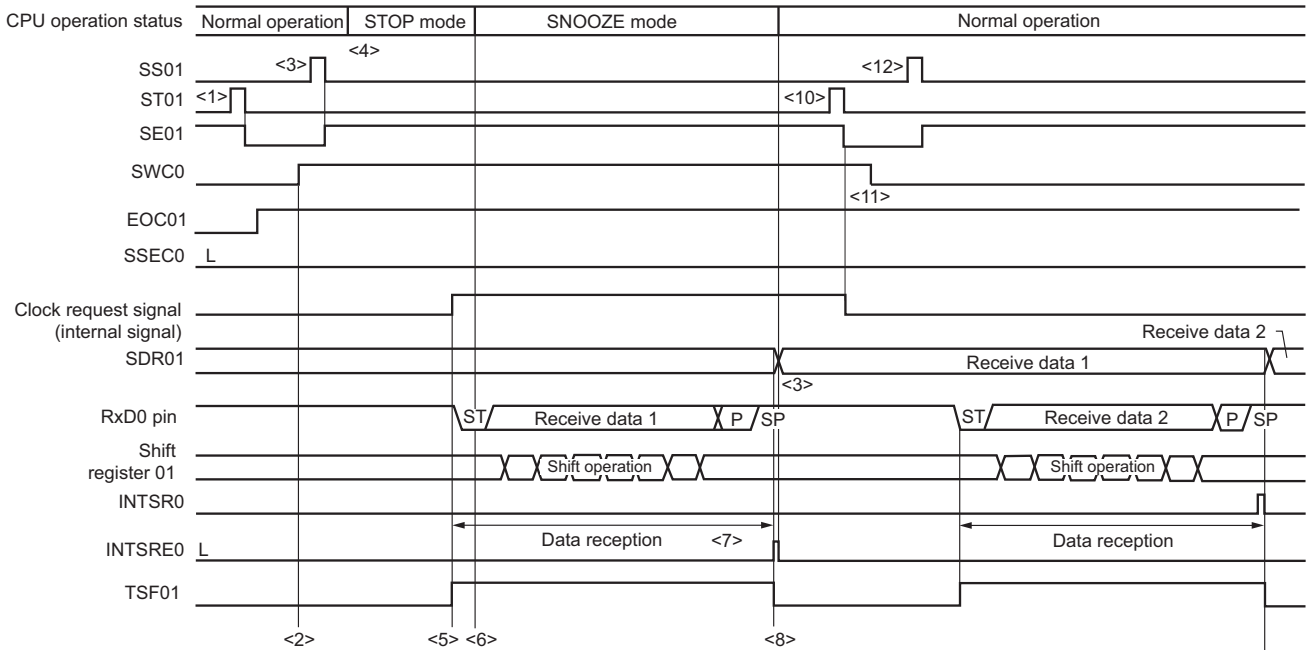 CPU operation status Normal operation STOP mode SNOOZE mode Normal operation
<4>
SS01 <3> <12>
ST01 <1> <10>
SE01
SWC0
<11>
EOC01
SSEC0 L
Clock request signal
(internal signal)
Receive data 2
SDR01 Receive data 1
<3>
RxD0 pin ST Receive data 1 P SP ST Receive data 2 P SP
Shift
register 01 Shift operation Shift operation
INTSR0
Data reception <7> Data reception
INTSRE0 L
TSF01
<2> <5> <6> <8>